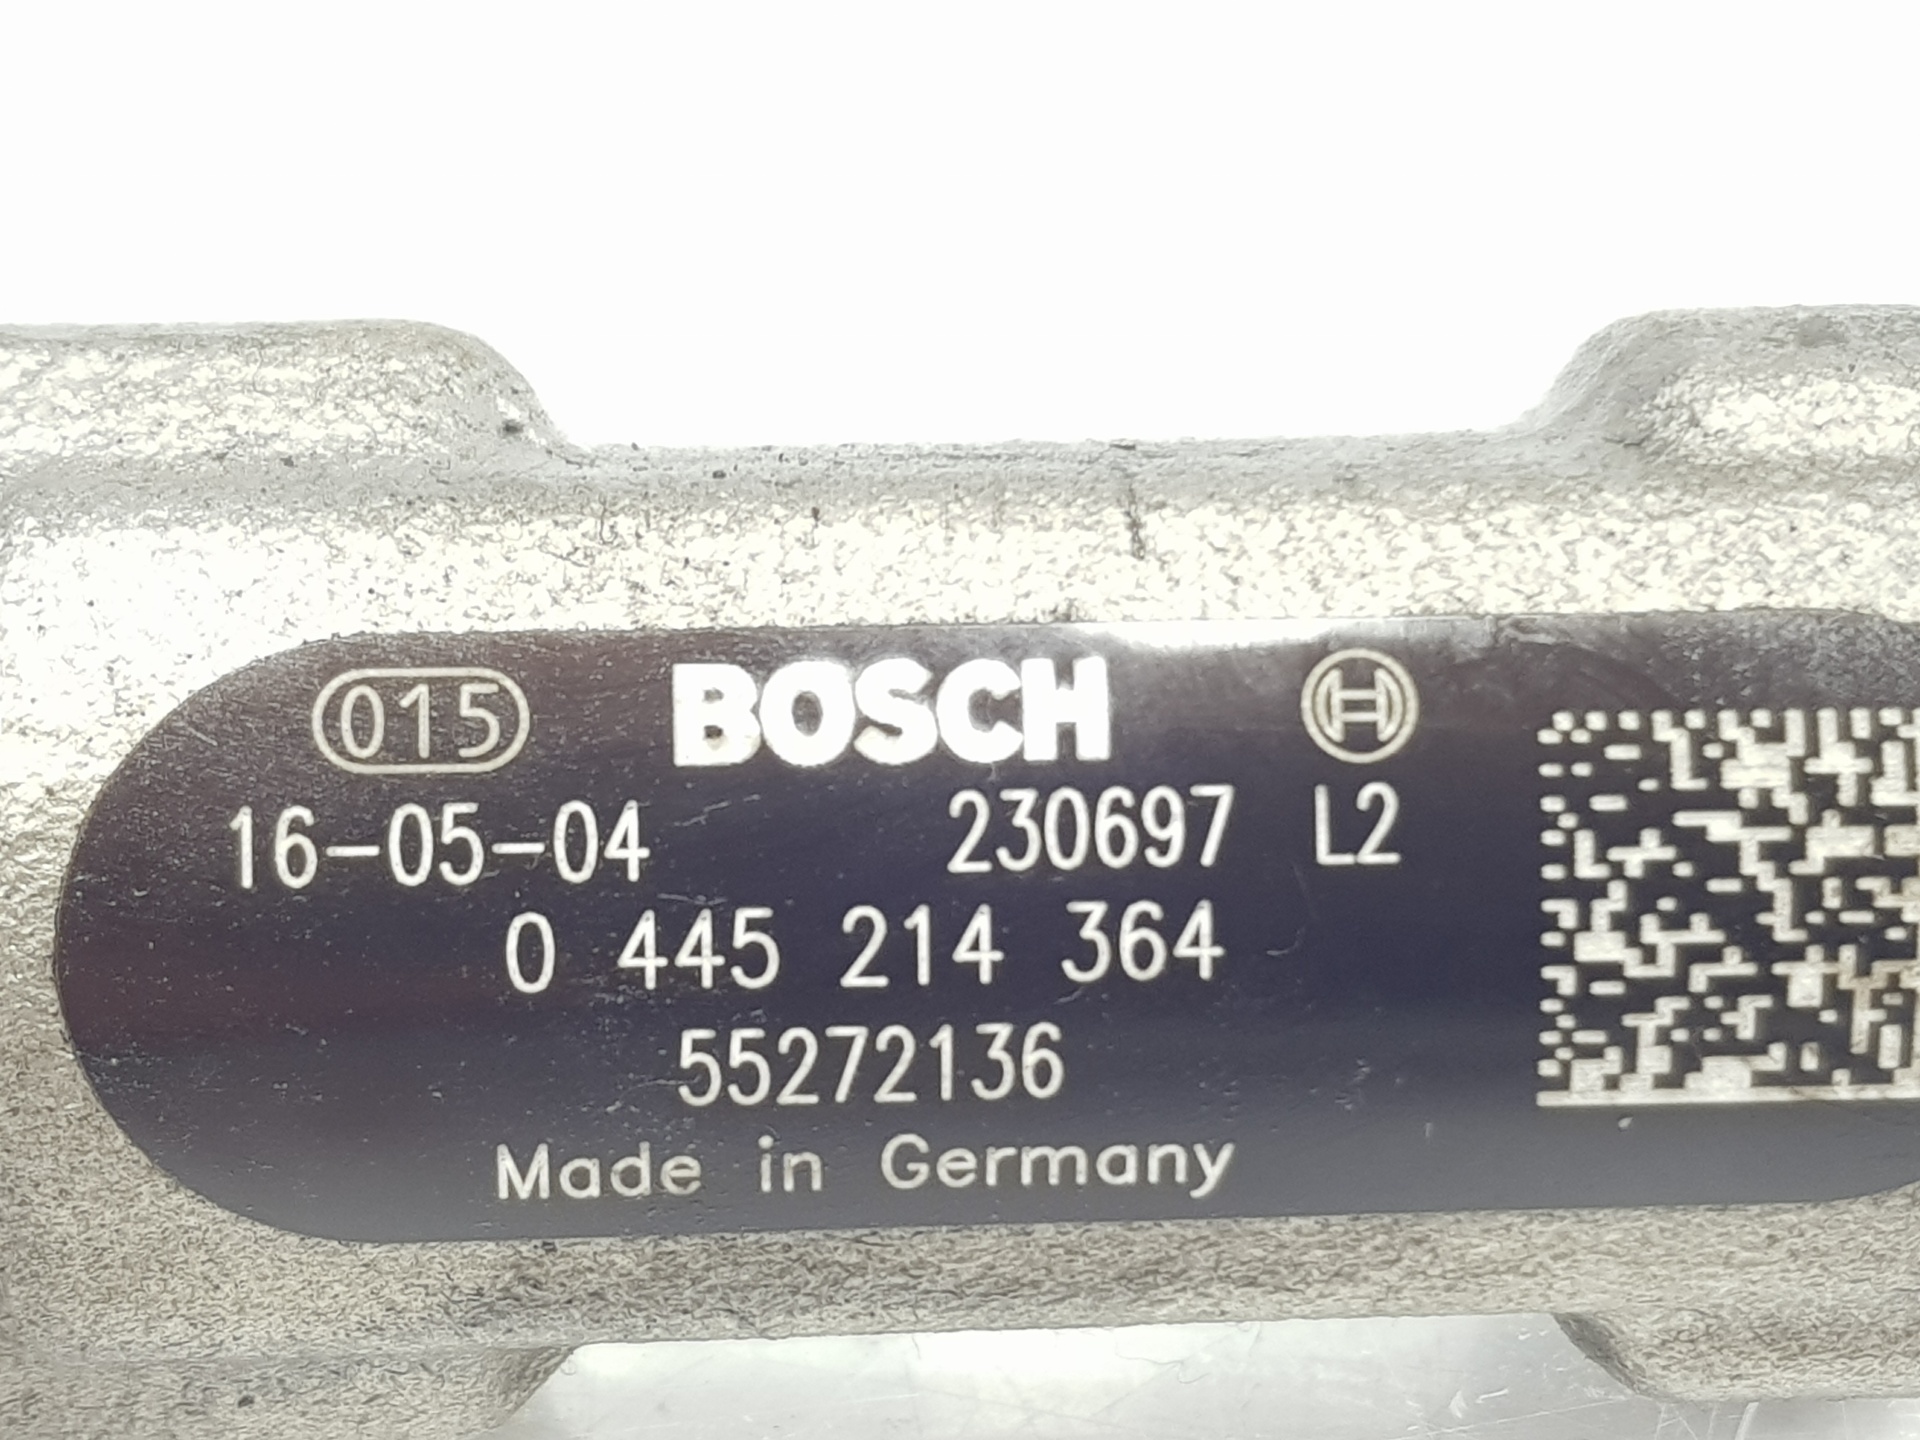 015 BOSCH
16-05-04 230697 L2
0 445 214 364
55272136
Made in Germany